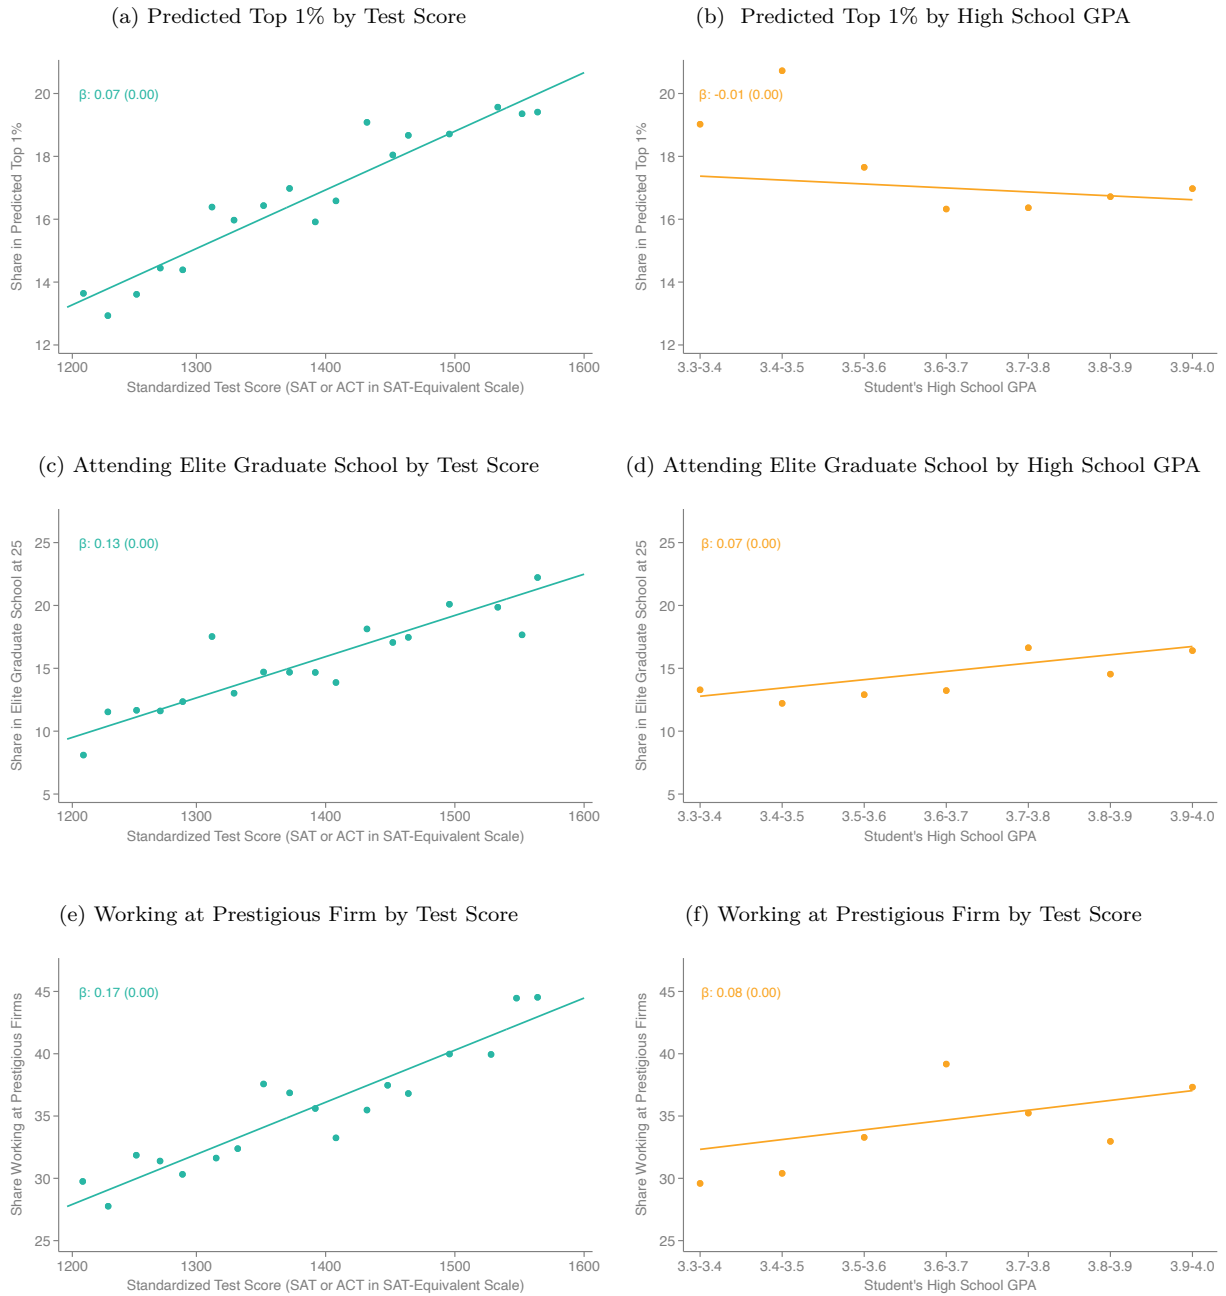 (a) Predicted Top 1% by Test Score
β: 0.07 (0.00)
Share in Predicted Top 1%
20
18
16
14
12
1200 1300 1400 1500 1600
Standardized Test Score (SAT or ACT in SAT-Equivalent Scale)
(b) Predicted Top 1% by High School GPA
β: -0.01 (0.00)
Share in Predicted Top 1%
20
18
16
14
12
3.3-3.4 3.4-3.5 3.5-3.6 3.6-3.7 3.7-3.8 3.8-3.9 3.9-4.0
Student's High School GPA
(c) Attending Elite Graduate School by Test Score
β: 0.13 (0.00)
Share in Elite Graduate School at 25
25
20
15
10
5
1200 1300 1400 1500 1600
Standardized Test Score (SAT or ACT in SAT-Equivalent Scale)
(d) Attending Elite Graduate School by High School GPA
β: 0.07 (0.00)
Share in Elite Graduate School at 25
25
20
15
10
5
3.3-3.4 3.4-3.5 3.5-3.6 3.6-3.7 3.7-3.8 3.8-3.9 3.9-4.0
Student's High School GPA
(e) Working at Prestigious Firm by Test Score
β: 0.17 (0.00)
Share Working at Prestigious Firms
45
40
35
30
25
1200 1300 1400 1500 1600
Standardized Test Score (SAT or ACT in SAT-Equivalent Scale)
(f) Working at Prestigious Firm by Test Score
β: 0.08 (0.00)
Share Working at Prestigious Firms
45
40
35
30
25
3.3-3.4 3.4-3.5 3.5-3.6 3.6-3.7 3.7-3.8 3.8-3.9 3.9-4.0
Student's High School GPA